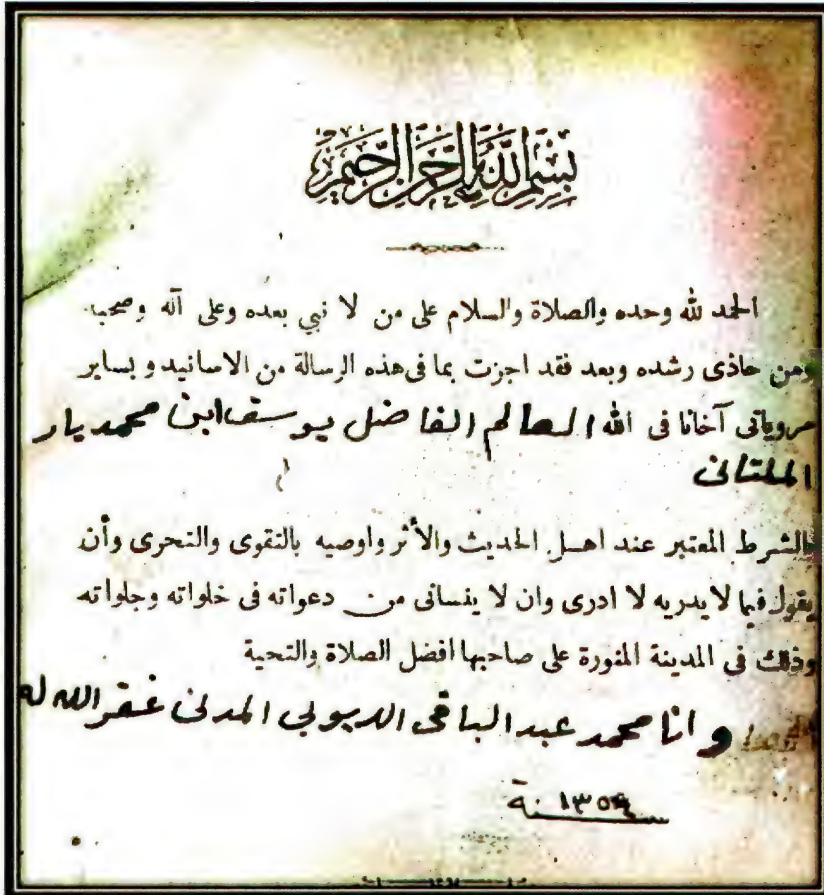 بسم الله الرحمن الرحيم
الحمد لله وحده والصلاة والسلام على من لا نبي بعده وعلى آله وصحبه
ومن حاذى رشده وبعد فقد اجزت بما فى هذه الرسالة من الاسانيد وبساير
مروياتى آخانا فى الله العالم الفاضل يوسف ابن محمد يار
الملتانى
بالشرط المعتبر عند اهل الحديث والأثر واوصيه بالتقوى والتحرى وأن
يقول فيما لا يدريه لا ادرى وان لا ينسانى من دعواته فى خلواته وجلواته
وذلك فى المدينة المنورة على صاحبها افضل الصلاة والتحية
وانا محمد عبد الباقى المدنى غفر الله له
سنة